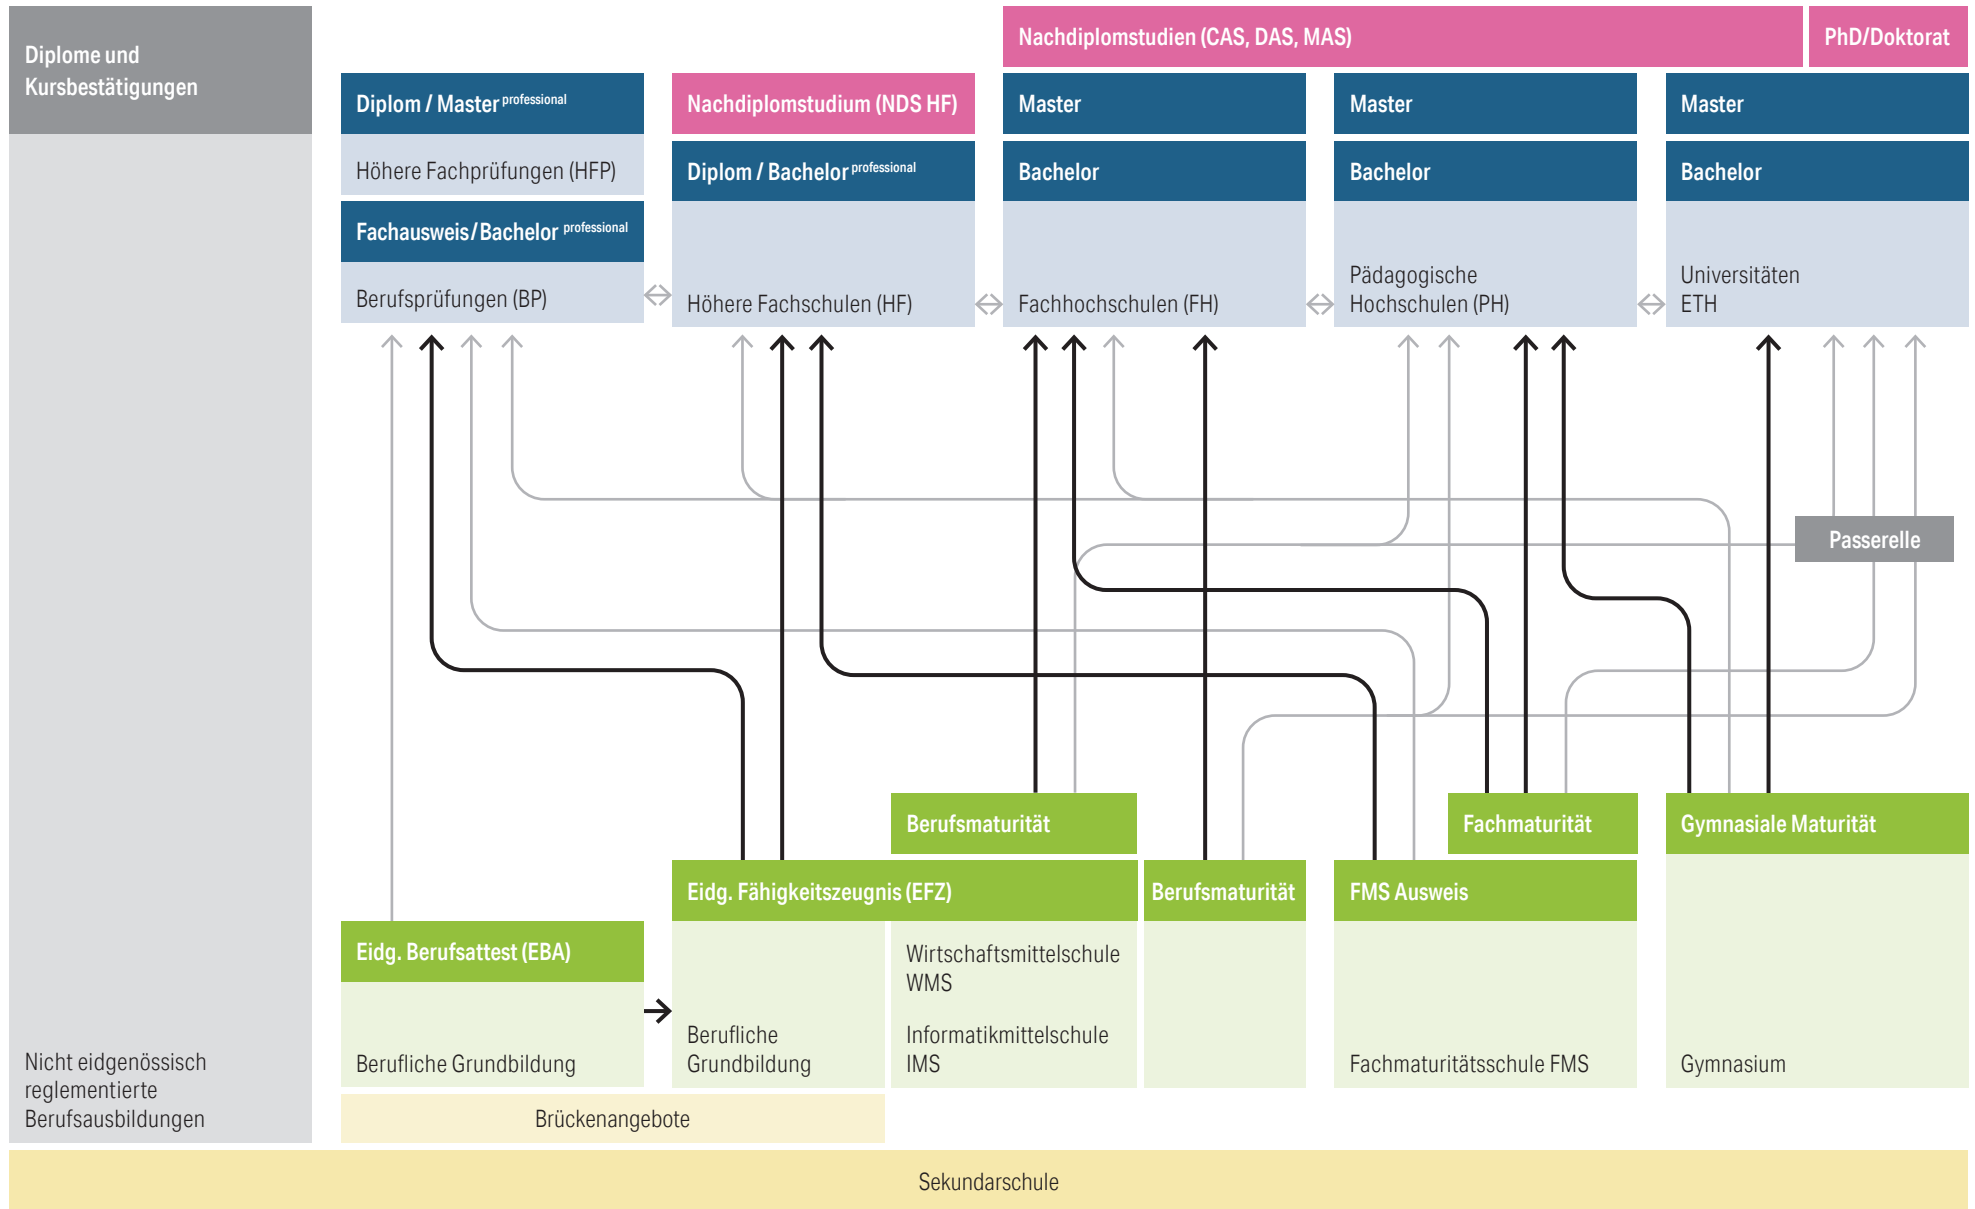 Diplome und
Kursbestätigungen
Nachdiplomstudien (CAS, DAS, MAS)
PhD/Doktorat
Diplom / Master professional
Nachdiplomstudium (NDS HF)
Master
Master
Master
Höhere Fachprüfungen (HFP)
Diplom / Bachelor professional
Bachelor
Bachelor
Bachelor
Fachausweis/Bachelor professional
Berufsprüfungen (BP)
Höhere Fachschulen (HF)
Fachhochschulen (FH)
Pädagogische
Hochschulen (PH)
Universitäten
ETH
Passerelle
Berufsmaturität
Fachmaturität
Gymnasiale Maturität
Eidg. Fähigkeitszeugnis (EFZ)
Berufsmaturität
FMS Ausweis
Eidg. Berufsattest (EBA)
Wirtschaftsmittelschule
WMS
Berufliche Grundbildung
Berufliche
Grundbildung
Informatikmittelschule
IMS
Fachmaturitätsschule FMS
Gymnasium
Nicht eidgenössisch
reglementierte
Berufsausbildungen
Brückenangebote
Sekundarschule